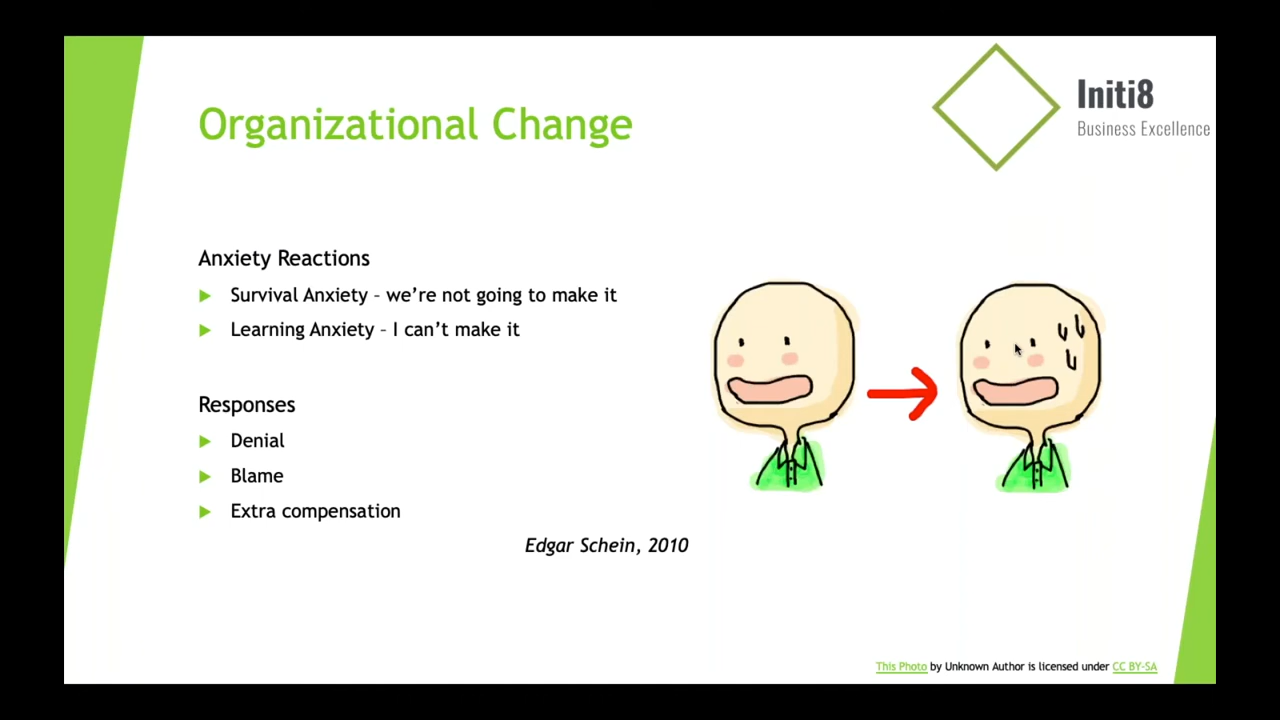 Organizational Change
Initi8
Business Excellence
Anxiety Reactions
Survival Anxiety – we’re not going to make it
Learning Anxiety – I can’t make it
Responses
Denial
Blame
Extra compensation
Edgar Schein, 2010
This Photo by Unknown Author is licensed under CC BY-SA